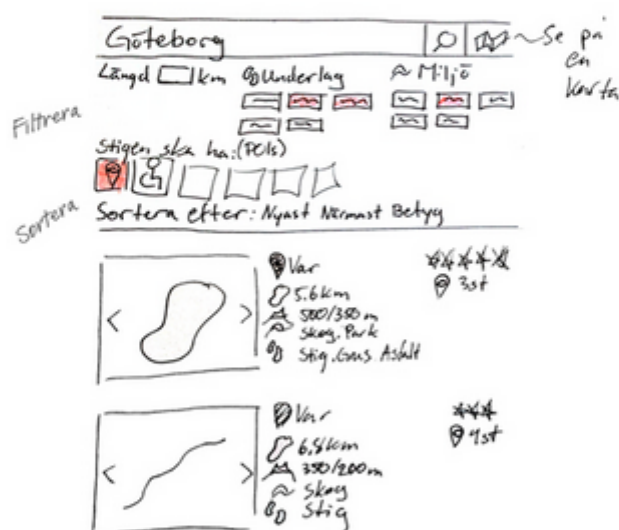 Göteborg
Se på
en
karta
Längd km Underlag Miljö
Filtrera
Stigen ska ha: (POIs)
Sortera
Sortera efter: Nyast Närmast Betyg
Var
3st
5.6km
500/350 m
Skog, Park
Stig, Grus Asfalt
Var
4st
6,8km
350/200m
Skog
Stig